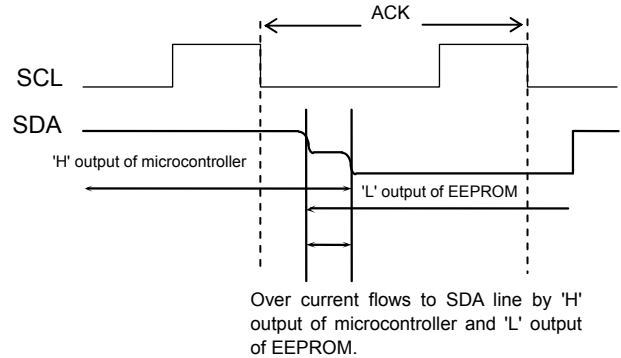 ACK
SCL
SDA
'H' output of microcontroller
'L' output of EEPROM
Over current flows to SDA line by 'H'
output of microcontroller and 'L' output
of EEPROM.